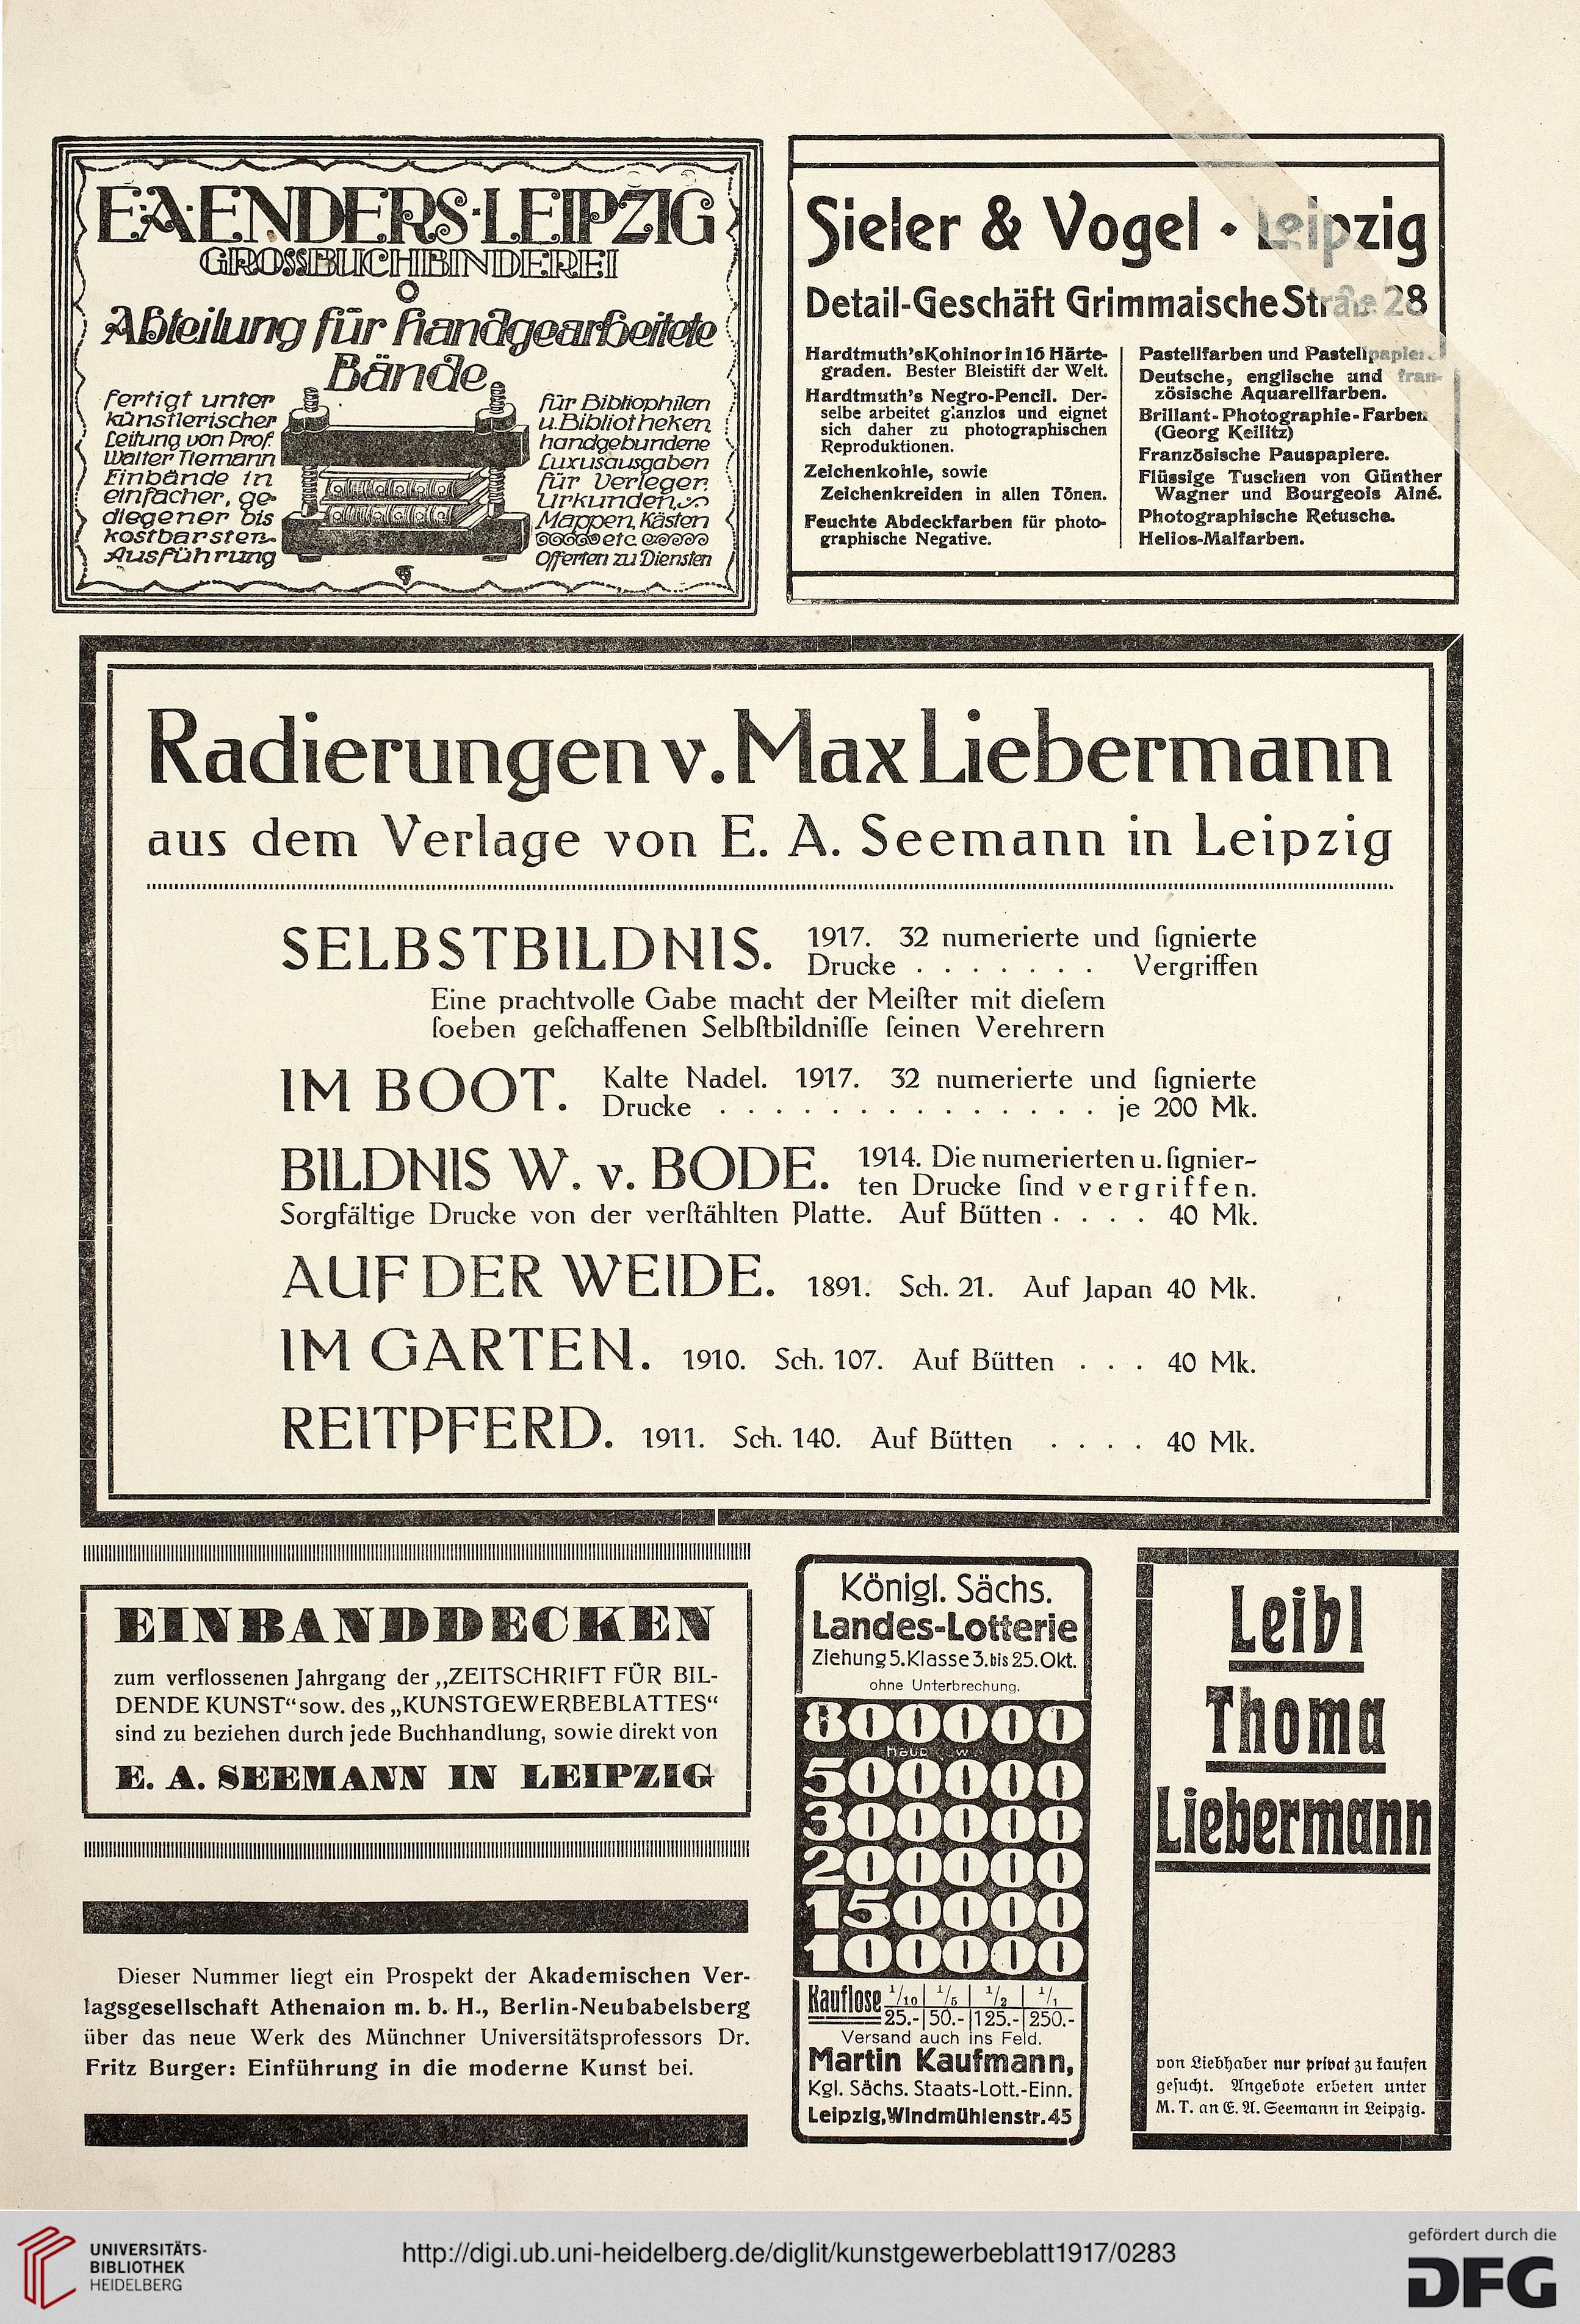 E·A·ENDERS·LEIPZIG
GROSSBUCHBINDEREI
Abteilung für handgearbeitete
Bände
fertigt unter
künstlerischer
Leitung von Prof.
Walter Tiemann
Einbände in
einfacher, ge-
diegener bis
kostbarsten
Ausführung
für Bibliophilen
u. Bibliotheken
handgebundene
Luxusausgaben
für Verleger,
Urkunden,
Mappen, Kästen
etc
Offerten zu Diensten
Sieler & Vogel • Leipzig
Detail-Geschäft Grimmaische Straße 28
Hardtmuth's Kohinor in 16 Härte-
graden. Bester Bleistift der Welt.
Hardtmuth's Negro-Pencil. Der-
selbe arbeitet glanzlos und eignet
sich daher zu photographischen
Reproduktionen.
Zeichenkohle, sowie
Zeichenkreiden in allen Tönen.
Feuchte Abdeckfarben für photo-
graphische Negative.
Pastellfarben und Pastellpapiere.
Deutsche, englische und fran-
zösische Aquarellfarben.
Brillant-Photographie-Farben
(Georg Keilitz)
Französische Pauspapiere.
Flüssige Tuschen von Günther
Wagner und Bourgeois Ainé.
Photographische Retusche.
Helios-Malfarben.
Radierungen v. Max Liebermann
aus dem Verlage von E. A. Seemann in Leipzig
SELBSTBILDNIS. 1917. 32 numerierte und ſignierte
Drucke . . . . . . . Vergriffen
Eine prachtvolle Gabe macht der Meiſter mit dieſem
ſoeben geſchaffenen Selbſtbildniſſe ſeinen Verehrern
IM BOOT. Kalte Nadel. 1917. 32 numerierte und ſignierte
Drucke . . . . . . . . . . . . . . je 200 Mk.
BILDNIS W. v. BODE. 1914. Die numerierten u. ſignier-
ten Drucke ſind vergriffen.
Sorgfältige Drucke von der verſtählten Platte. Auf Bütten . . . . 40 Mk.
AUF DER WEIDE. 1891. Sch. 21. Auf Japan 40 Mk.
IM GARTEN. 1910. Sch. 107. Auf Bütten . . . 40 Mk.
REITPFERD. 1911. Sch. 140. Auf Bütten . . . . 40 Mk.
EINBANDDECKEN
zum verflossenen Jahrgang der „ZEITSCHRIFT FÜR BIL-
DENDE KUNST“ sow. des „KUNSTGEWERBEBLATTES“
sind zu beziehen durch jede Buchhandlung, sowie direkt von
E. A. SEEMANN IN LEIPZIG
Dieser Nummer liegt ein Prospekt der Akademischen Ver-
lagsgesellschaft Athenaion m. b. H., Berlin-Neubabelsberg
über das neue Werk des Münchner Universitätsprofessors Dr.
Fritz Burger: Einführung in die moderne Kunst bei.
Königl. Sächs.
Landes-Lotterie
Ziehung 5. Klasse 3. bis 25. Okt.
ohne Unterbrechung.
800000
500000
300000
200000
150000
100000
Kauflose 1/10 | 1/5 | 1/2 | 1/1
25.- | 50.- | 125.- | 250.-
Versand auch ins Feld.
Martin Kaufmann,
Kgl. Sächs. Staats-Lott.-Einn.
Leipzig, Windmühlenstr. 45
Leibl
Thoma
Liebermann
von Liebhaber nur privat zu kaufen
geſucht. Angebote erbeten unter
M. T. an E. A. Seemann in Leipzig.
UNIVERSITÄTS-
BIBLIOTHEK
HEIDELBERG
http://digi.ub.uni-heidelberg.de/diglit/kunstgewerbeblatt1917/0283
gefördert durch die
DFG